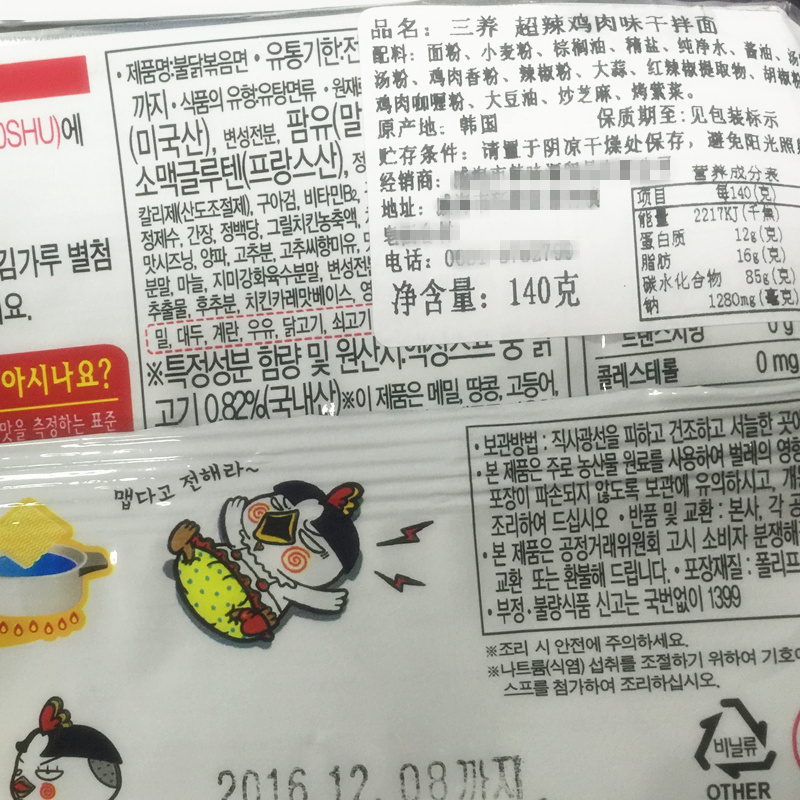 品名：三养 超辣鸡肉味干拌面
配料：面粉、小麦粉、棕榈油、精盐、纯净水、酱油、
汤粉、鸡肉香粉、辣椒粉、大蒜、红辣椒提取物、胡椒粉
鸡肉咖喱粉、大豆油、炒芝麻、烤紫菜。
原产地：韩国 保质期至：见包装标示
贮存条件：请置于阴凉干燥处保存，避免阳光照
经销商：
地址：
电话：
净含量：140克
营养成分表
项目 每140(克)
能量 2217KJ(千焦)
蛋白质 12g(克)
脂肪 16g(克)
碳水化合物 85g(克)
钠 1280mg(毫克)
·제품명:불닭볶음면 ·유통기한:전
까지 ·식품의 유형:유탕면류 ·원재료
(미국산), 변성전분, 팜유(말
소맥글루텐(프랑스산), 정
칼리제(산도조절제), 구아검, 비타민B₂,
정제수, 간장, 정백당, 그릴치킨농축액,
맛시즈닝, 양파, 고추분, 고추씨향미유,
분말, 마늘, 지미강화육수분말, 변성전분
추출물, 후추분, 치킨카레맛베이스,
밀, 대두, 계란, 우유, 닭고기, 쇠고기
※특정성분 함량 및 원산지:액상스프 중 닭
고기 0.82%(국내산)※이 제품은 메밀, 땅콩, 고등어,
OSHU)에
김가루 별첨
요.
아시나요?
맛을 측정하는 표준
트랜스지방 0 g
콜레스테롤 0 mg
맵다고 전해라~
·보관방법 : 직사광선을 피하고 건조하고 서늘한 곳에
·본 제품은 주로 농산물 원료를 사용하여 벌레의 영향
포장이 파손되지 않도록 보관에 유의하시고, 개
조리하여 드십시오 ·반품 및 교환 : 본사, 각 공
·본 제품은 공정거래위원회 고시 소비자 분쟁해
교환 또는 환불해 드립니다. ·포장재질 : 폴리프
·부정·불량식품 신고는 국번없이 1399
※조리 시 안전에 주의하세요.
※나트륨(식염) 섭취를 조절하기 위하여 기호에
스프를 첨가하여 조리하십시오.
비닐류
OTHER
2016.12.08까지